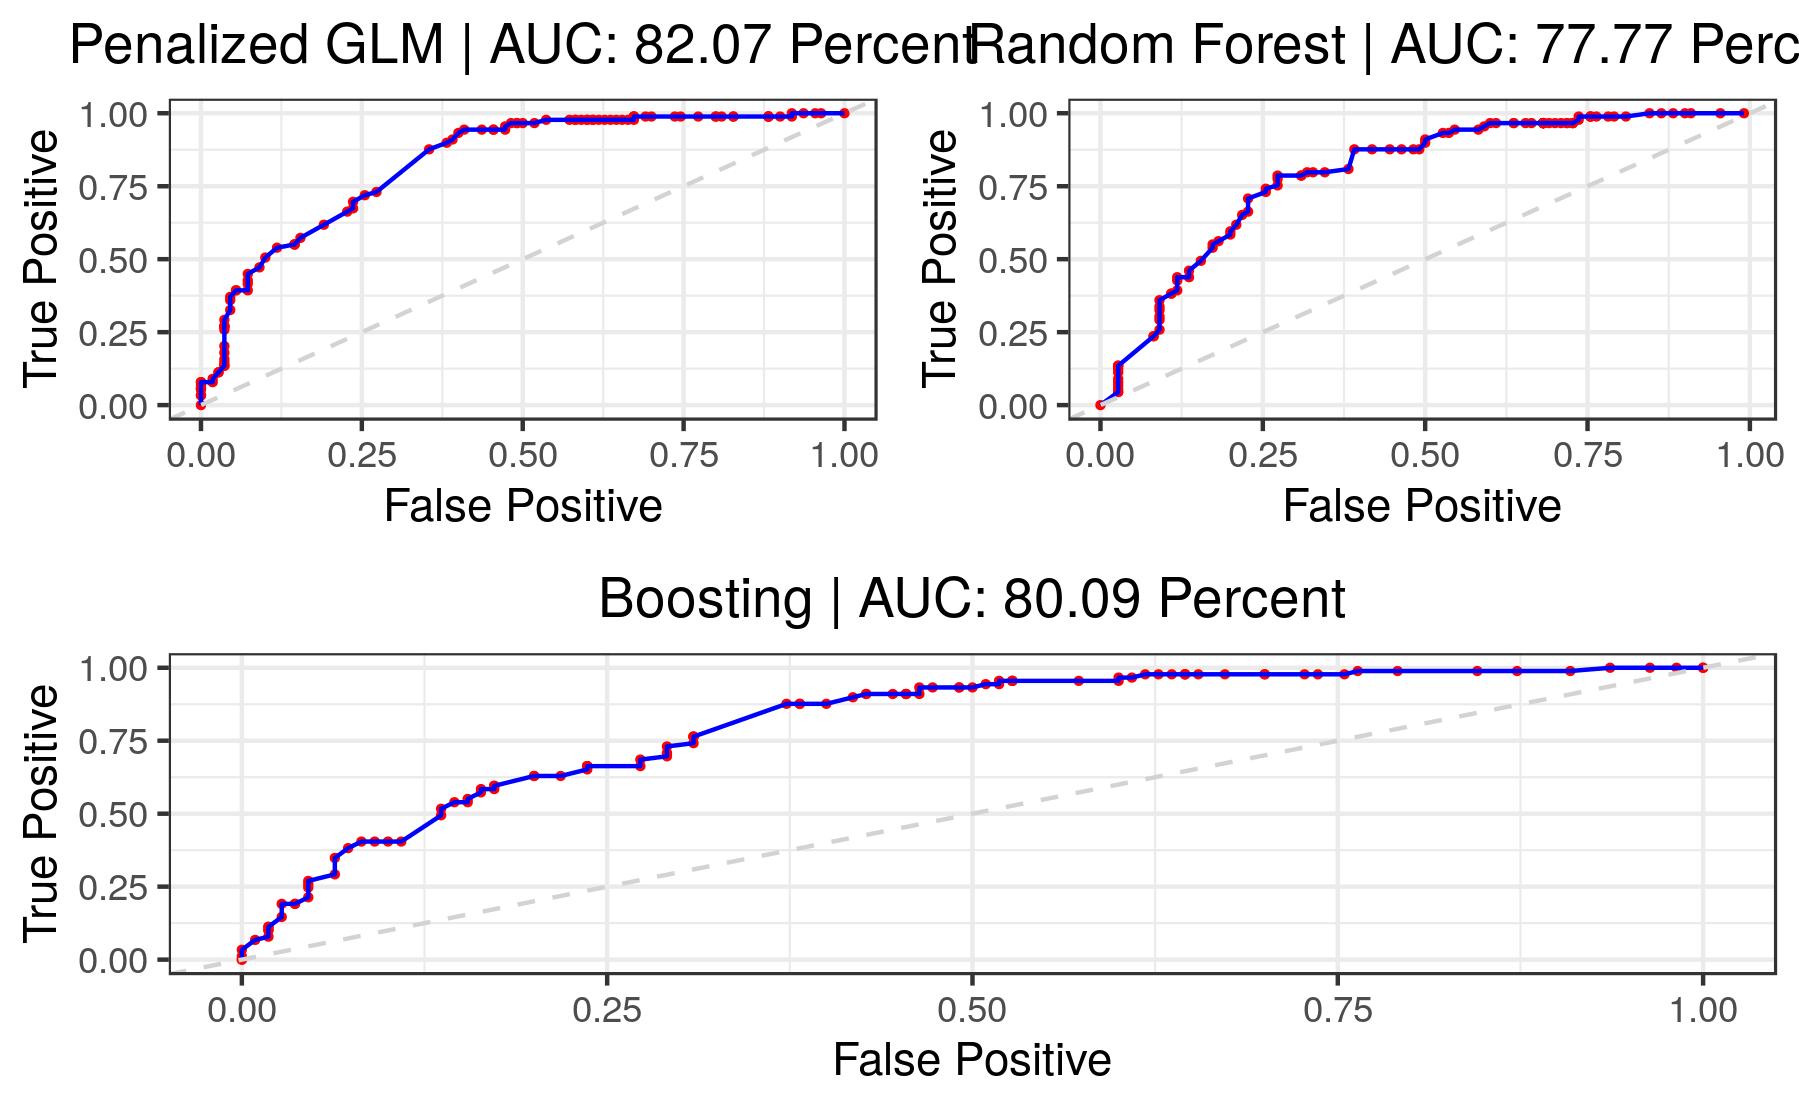 Penalized GLM | AUC: 82.07 Percent
1.00
0.75
0.50
0.25
0.00
True Positive
0.00 0.25 0.50 0.75 1.00
False Positive
Random Forest | AUC: 77.77 Perc
1.00
0.75
0.50
0.25
0.00
True Positive
0.00 0.25 0.50 0.75 1.00
False Positive
Boosting | AUC: 80.09 Percent
1.00
0.75
0.50
0.25
0.00
True Positive
0.00 0.25 0.50 0.75 1.00
False Positive